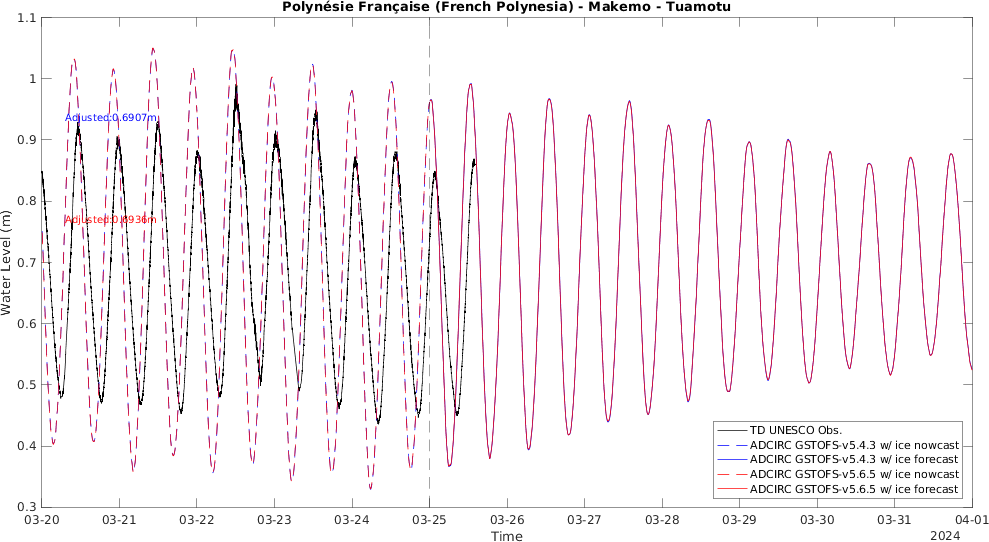 Polynésie Française (French Polynesia) - Makemo - Tuamotu
1.1
1
0.9
0.8
0.7
0.6
0.5
0.4
0.3
Water Level (m)
Adjusted:0.6907m
Adjusted:0.6936m
TD UNESCO Obs.
ADCIRC GSTOFS-v5.4.3 w/ ice nowcast
ADCIRC GSTOFS-v5.4.3 w/ ice forecast
ADCIRC GSTOFS-v5.6.5 w/ ice nowcast
ADCIRC GSTOFS-v5.6.5 w/ ice forecast
03-20 03-21 03-22 03-23 03-24 03-25 03-26 03-27 03-28 03-29 03-30 03-31 04-01
Time
2024